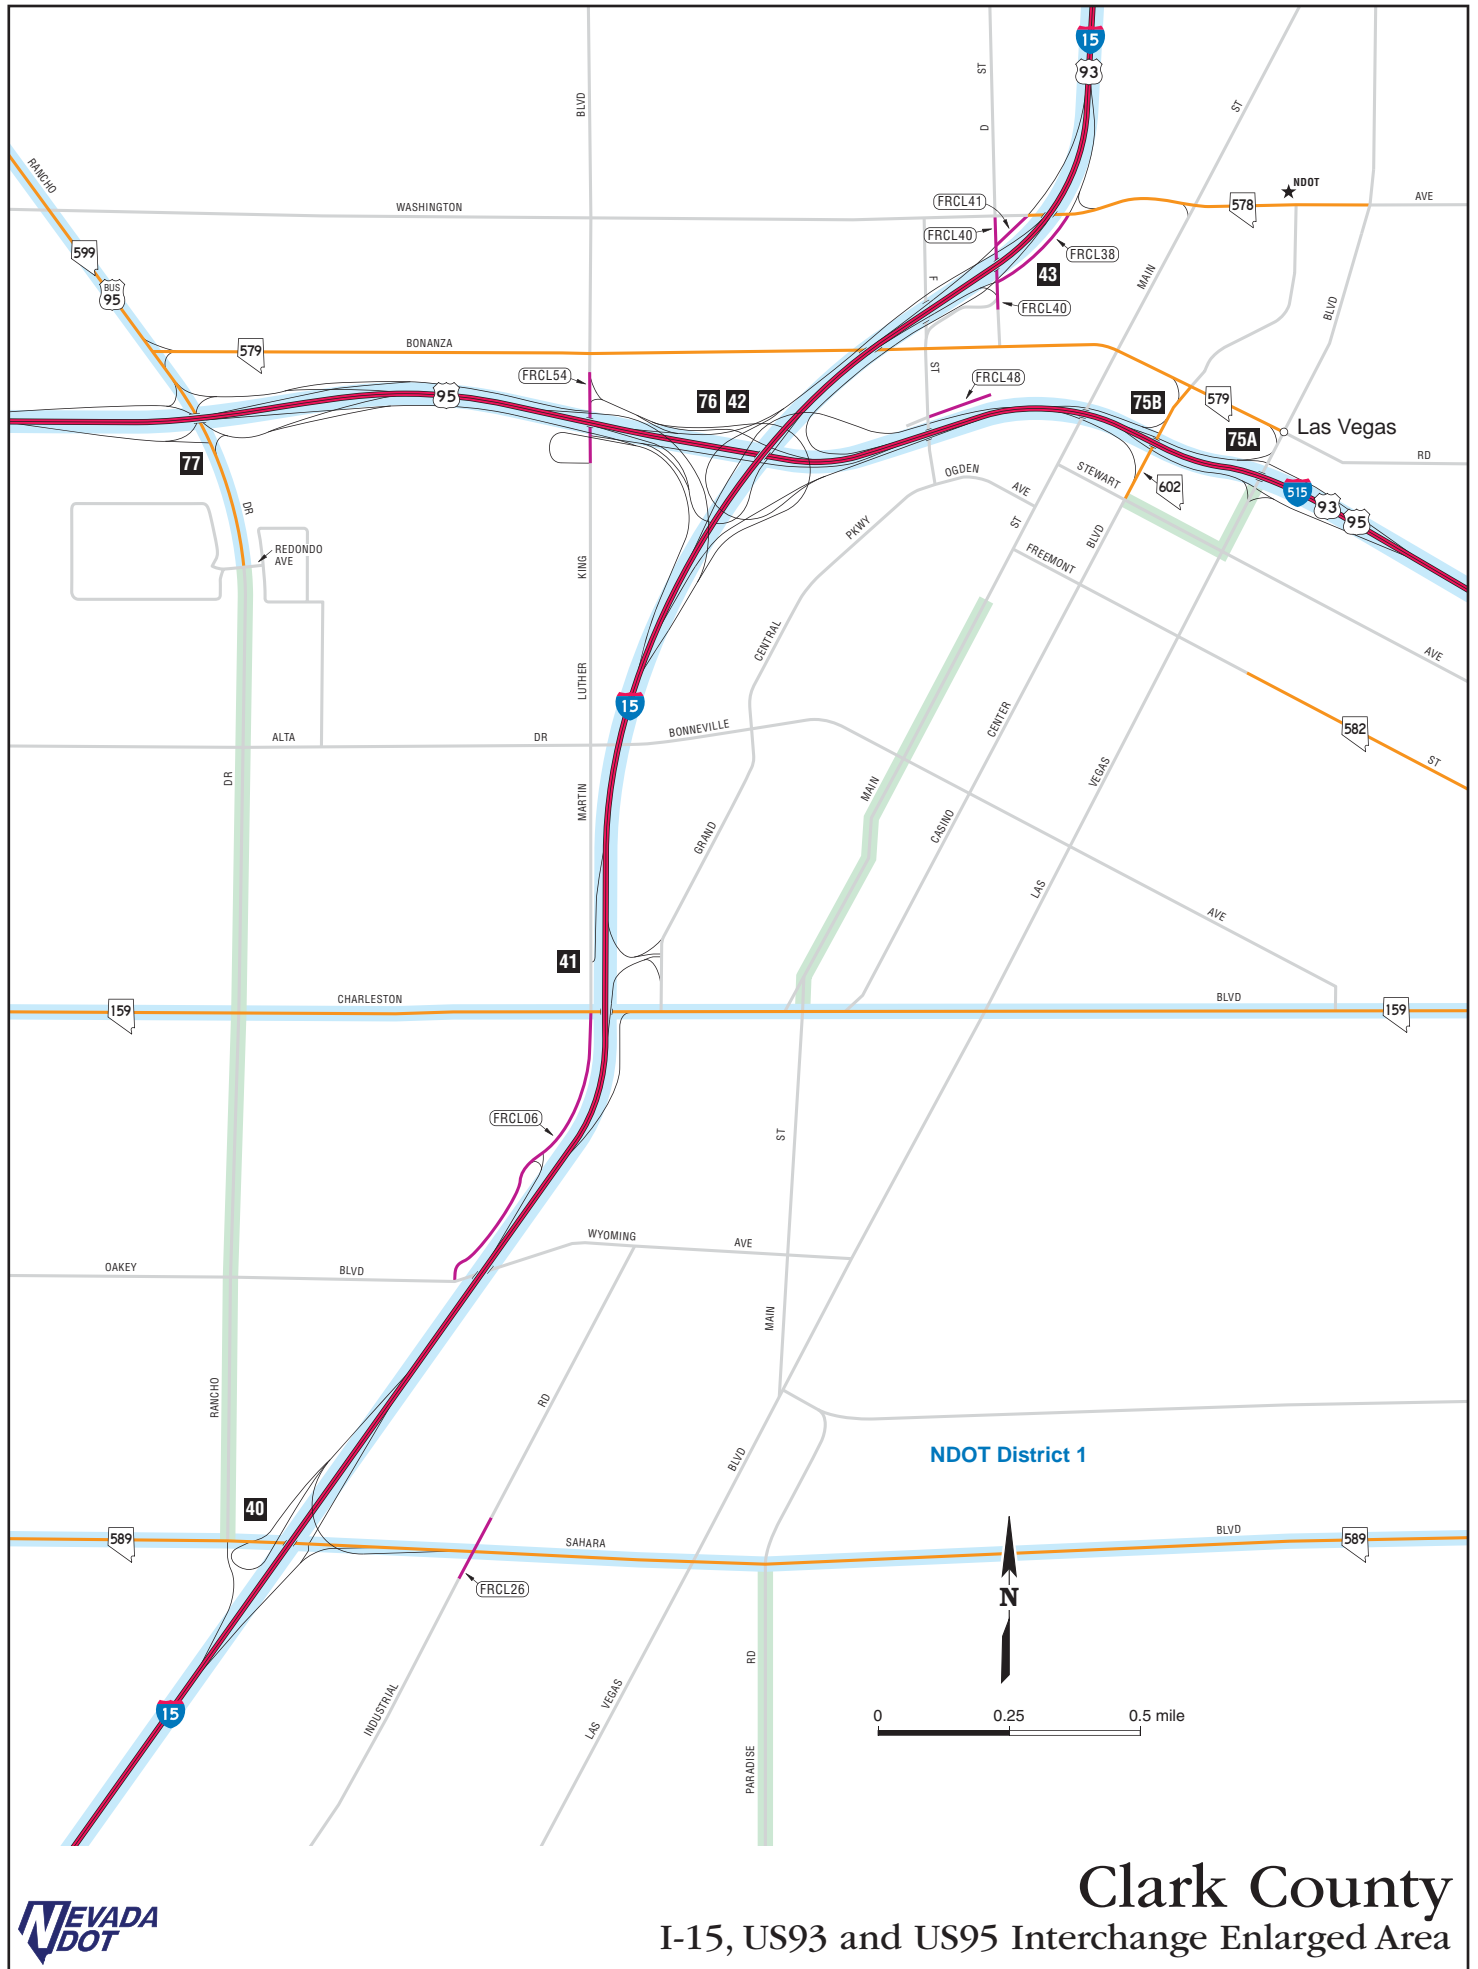 15
93
ST
D
BLVD
ST
RANCHO
NDOT
WASHINGTON
578
AVE
FRCL41
FRCL40
FRCL38
599
BUS
95
43
F
FRCL40
MAIN
BLVD
579
BONANZA
FRCL54
ST
FRCL48
95
76
42
75B
579
75A
Las Vegas
RD
77
OGDEN
AVE
STEWART
602
515
93
95
DR
PKWY
ST
BLVD
REDONDO
AVE
KING
FREEMONT
CENTRAL
AVE
LUTHER
15
ALTA
DR
BONNEVILLE
CENTER
582
ST
DR
MARTIN
MAIN
VEGAS
GRAND
CASINO
LAS
AVE
41
159
CHARLESTON
BLVD
159
FRCL06
ST
OAKEY
BLVD
WYOMING
AVE
MAIN
RANCHO
RD
BLVD
NDOT District 1
40
589
SAHARA
BLVD
589
FRCL26
N
RD
15
INDUSTRIAL
LAS VEGAS
PARADISE
0 0.25 0.5 mile
Clark County
I-15, US93 and US95 Interchange Enlarged Area
NEVADA
DOT